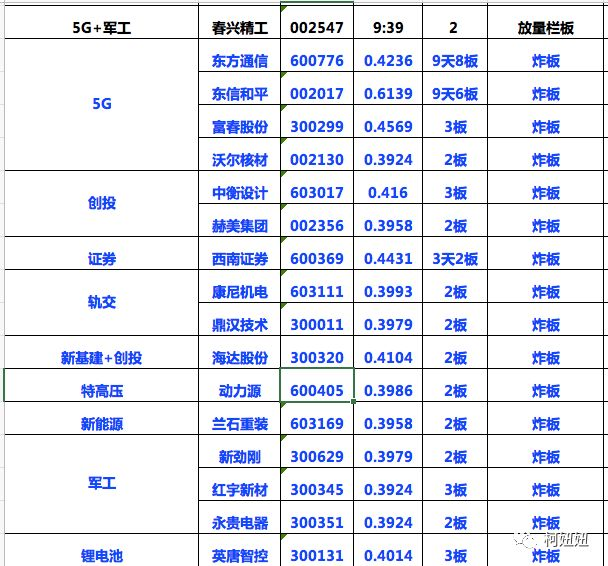 5G+军工 春兴精工 002547 9:39 2 放量栏板
5G 东方通信 600776 0.4236 9天8板 炸板
东信和平 002017 0.6139 9天6板 炸板
富春股份 300299 0.4569 3板 炸板
沃尔核材 002130 0.3924 2板 炸板
创投 中衡设计 603017 0.416 3板 炸板
赫美集团 002356 0.3958 2板 炸板
证券 西南证券 600369 0.4431 3天2板 炸板
轨交 康尼机电 603111 0.3993 2板 炸板
鼎汉技术 300011 0.3979 2板 炸板
新基建+创投 海达股份 300320 0.4104 2板 炸板
特高压 动力源 600405 0.3986 2板 炸板
新能源 兰石重装 603169 0.3958 2板 炸板
军工 新劲刚 300629 0.3979 2板 炸板
红宇新材 300345 0.3924 3板 炸板
永贵电器 300351 0.3924 2板 炸板
锂电池 英唐智控 300131 0.4014 3板 炸板
柯妞妞